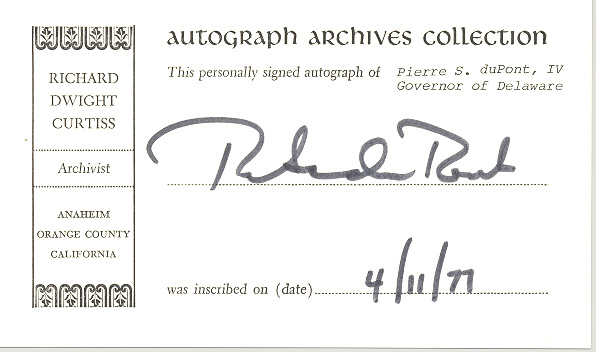 AUTOGRAPH ARCHIVES COLLECTION
RICHARD
DWIGHT
CURTISS
Archivist
ANAHEIM
ORANGE COUNTY
CALIFORNIA
This personally signed autograph of Pierre S. duPont, IV
Governor of Delaware
was inscribed on (date) 4/11/77